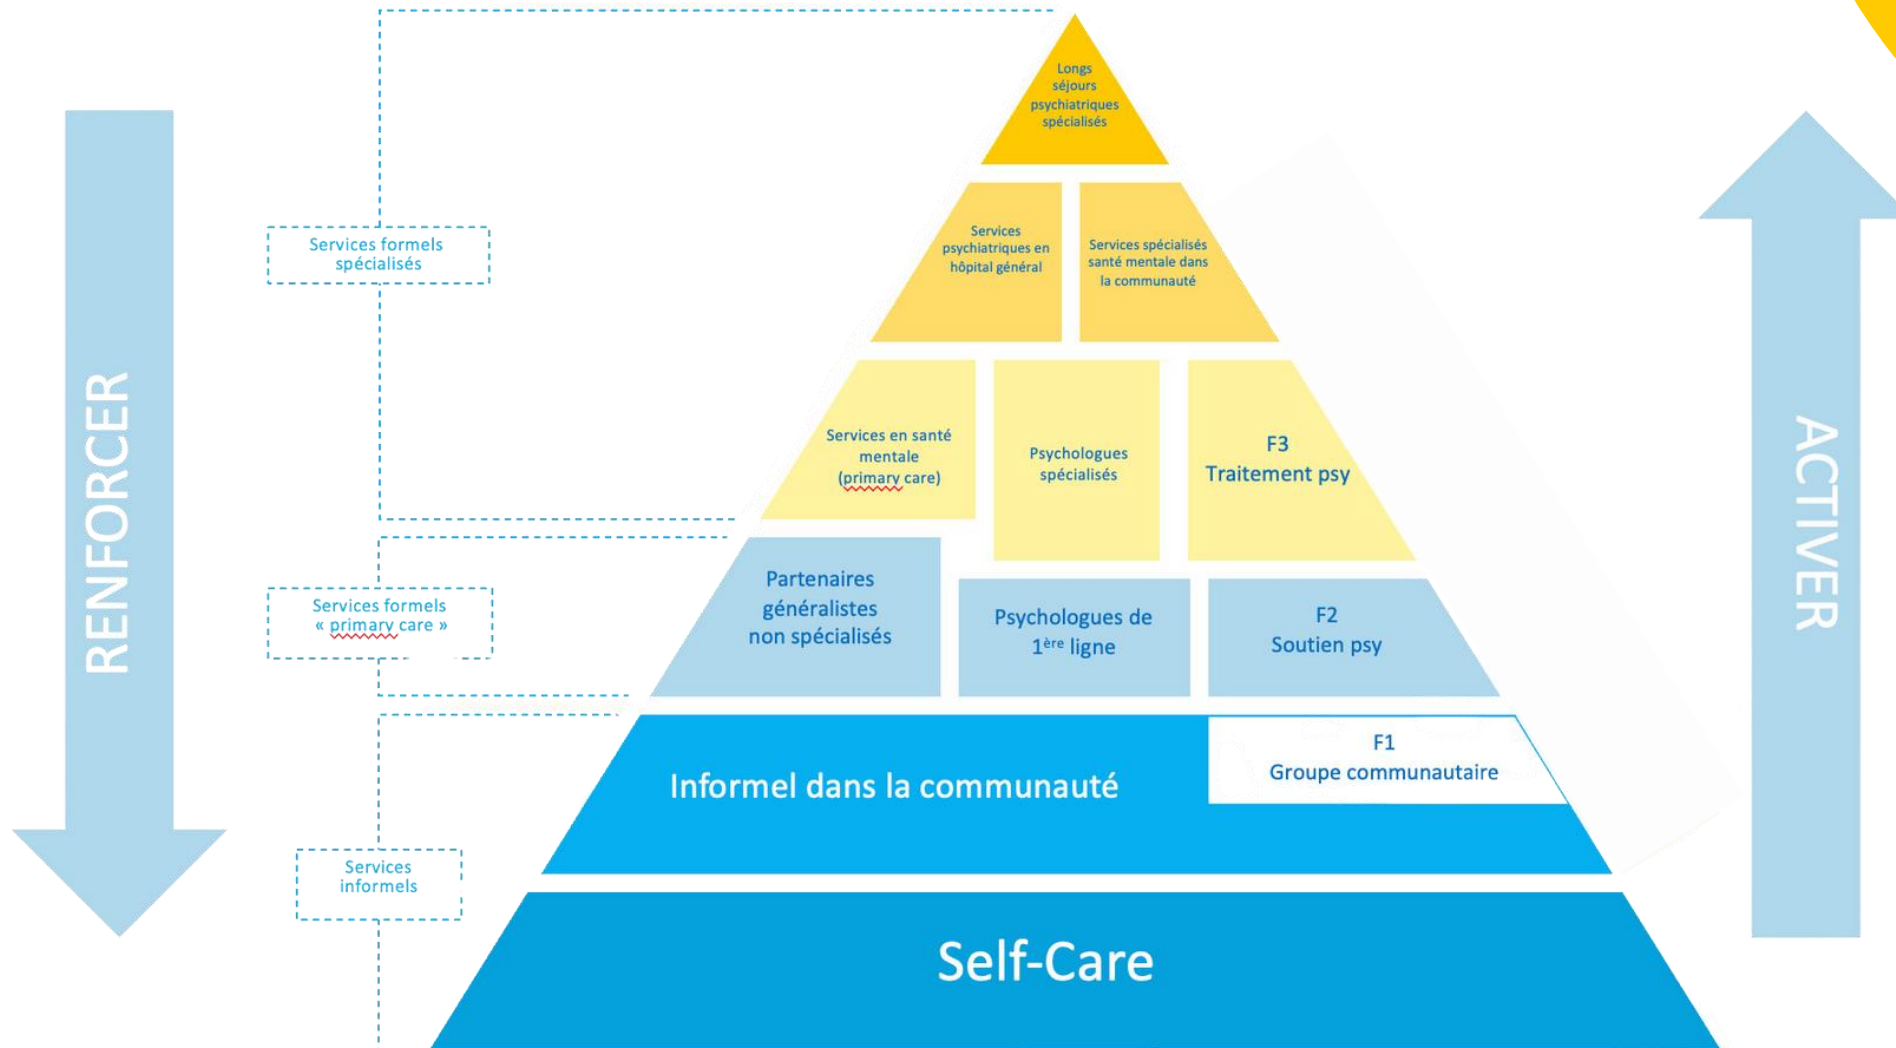 Longs
séjours
psychiatriques
spécialisés
Services formels
spécialisés
Services
psychiatriques en
hôpital général
Services spécialisés
santé mentale dans
la communauté
RENFORCER
ACTIVER
Services en santé
mentale
(primary care)
Psychologues
spécialisés
F3
Traitement psy
Services formels
« primary care »
Partenaires
généralistes
non spécialisés
Psychologues de
1ère ligne
F2
Soutien psy
Informel dans la communauté
F1
Groupe communautaire
Services
informels
Self-Care